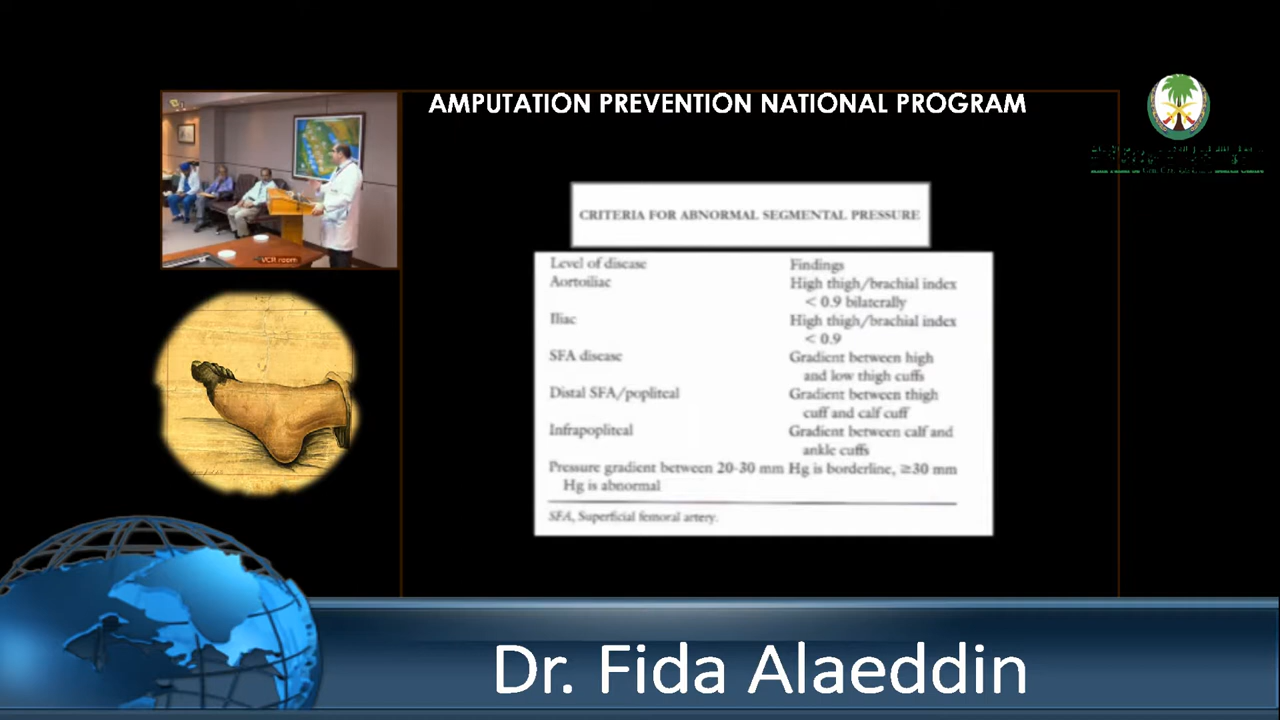 AMPUTATION PREVENTION NATIONAL PROGRAM
VCR room
CRITERIA FOR ABNORMAL SEGMENTAL PRESSURE
Level of disease Findings
Aortoiliac High thigh/brachial index
< 0.9 bilaterally
Iliac High thigh/brachial index
< 0.9
SFA disease Gradient between high
and low thigh cuffs
Distal SFA/popliteal Gradient between thigh
cuff and calf cuff
Infrapopliteal Gradient between calf and
ankle cuffs
Pressure gradient between 20-30 mm Hg is borderline, ≥30 mm
Hg is abnormal
SFA, Superficial femoral artery.
Dr. Fida Alaeddin